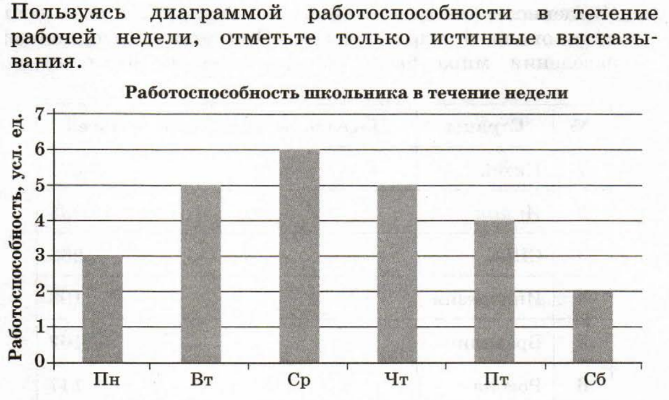 Пользуясь диаграммой работоспособности в течение
рабочей недели, отметьте только истинные высказы-
вания.
Работоспособность школьника в течение недели
Работоспособность, усл. ед.
7
6
5
4
3
2
1
0
Пн Вт Ср Чт Пт Сб